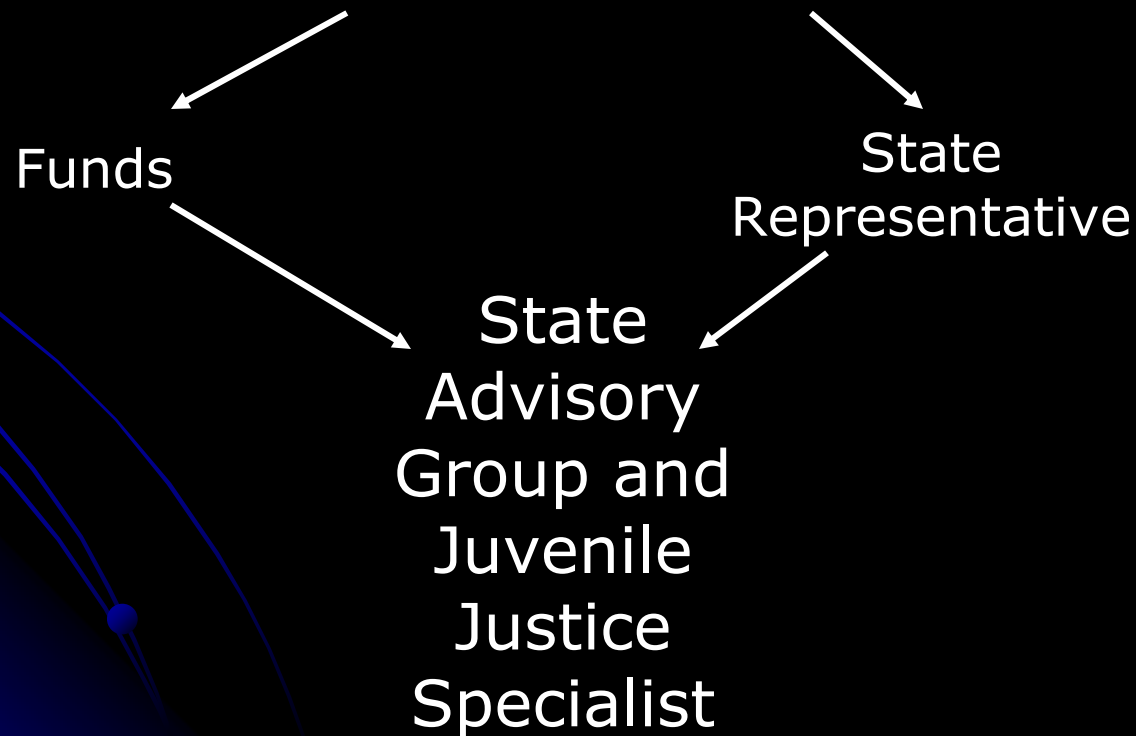 Funds
State
Representative
State
Advisory
Group and
Juvenile
Justice
Specialist